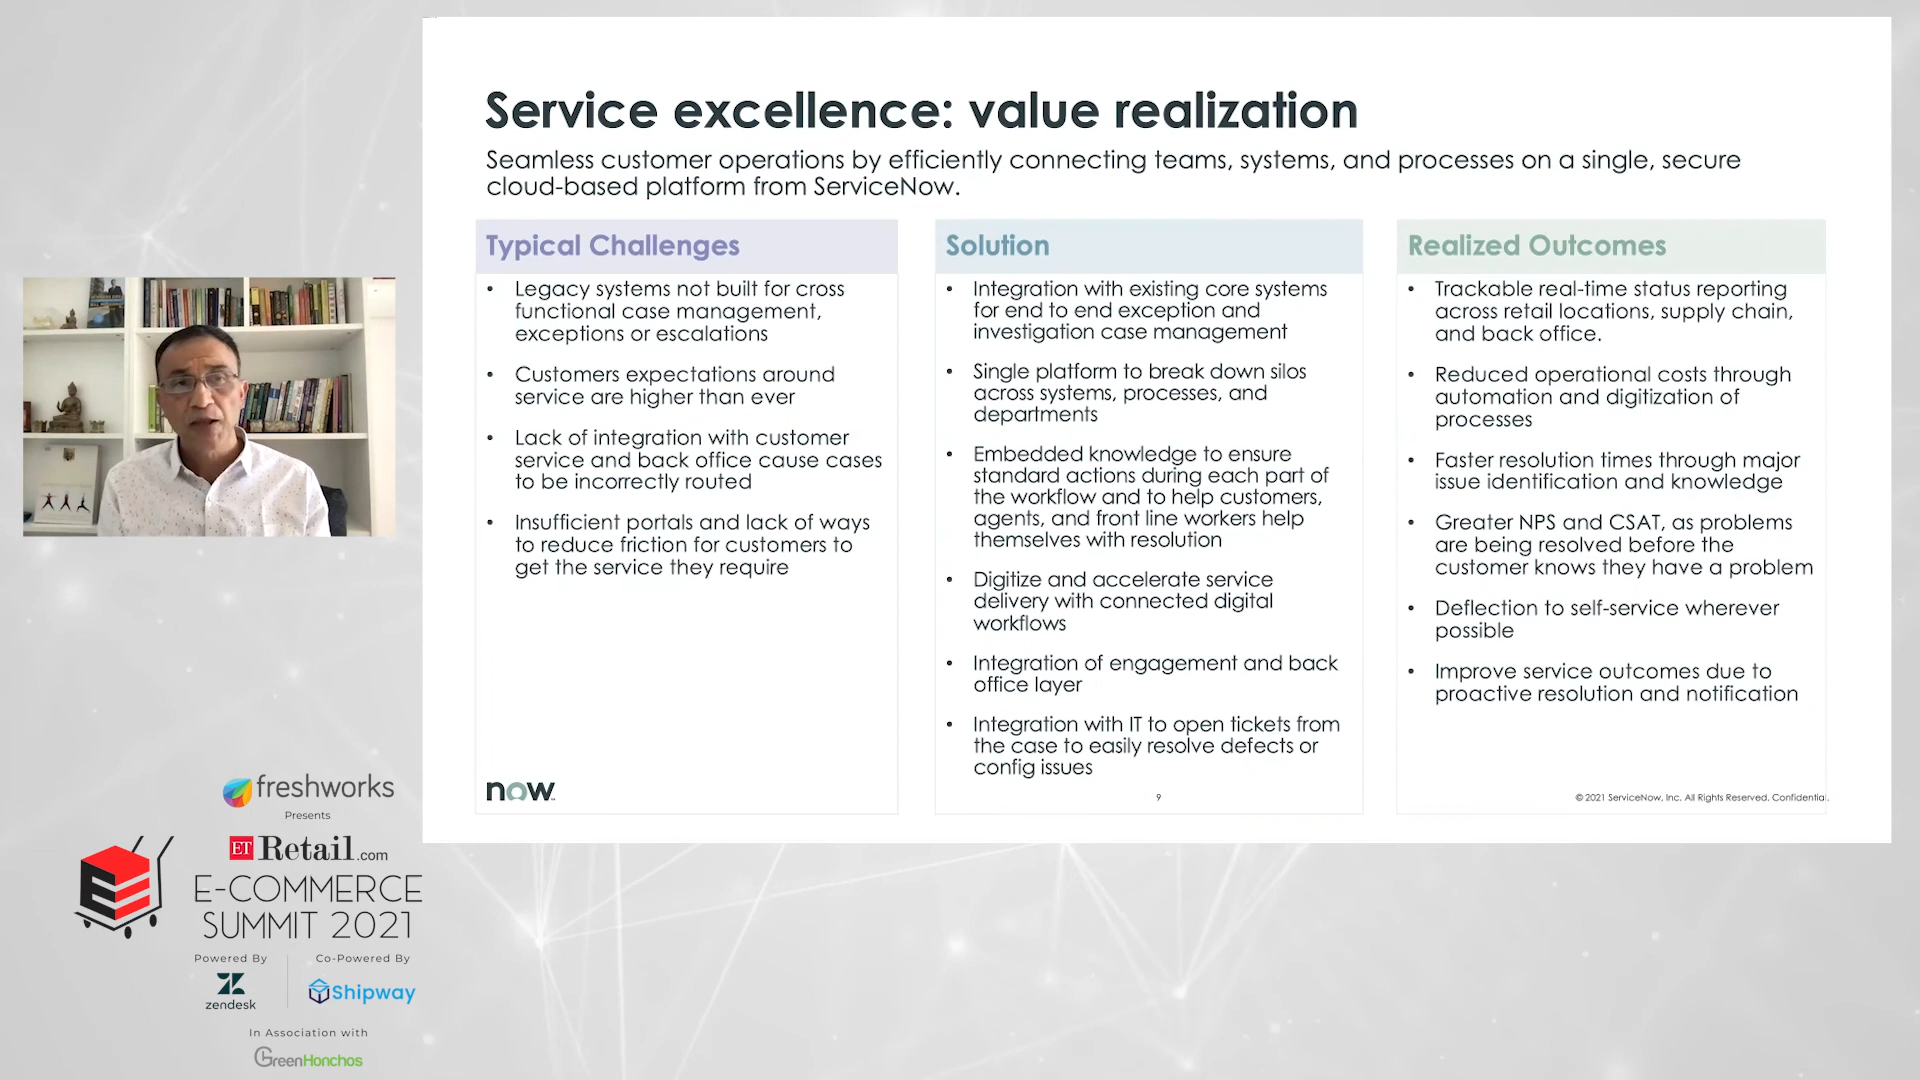 Service excellence: value realization
Seamless customer operations by efficiently connecting teams, systems, and processes on a single, secure
cloud-based platform from ServiceNow.
Typical Challenges
• Legacy systems not built for cross
functional case management,
exceptions or escalations
• Customers expectations around
service are higher than ever
• Lack of integration with customer
service and back office cause cases
to be incorrectly routed
• Insufficient portals and lack of ways
to reduce friction for customers to
get the service they require
Solution
• Integration with existing core systems
for end to end exception and
investigation case management
• Single platform to break down silos
across systems, processes, and
departments
• Embedded knowledge to ensure
standard actions during each part of
the workflow and to help customers,
agents, and front line workers help
themselves with resolution
• Digitize and accelerate service
delivery with connected digital
workflows
• Integration of engagement and back
office layer
• Integration with IT to open tickets from
the case to easily resolve defects or
config issues
Realized Outcomes
• Trackable real-time status reporting
across retail locations, supply chain,
and back office.
• Reduced operational costs through
automation and digitization of
processes
• Faster resolution times through major
issue identification and knowledge
• Greater NPS and CSAT, as problems
are being resolved before the
customer knows they have a problem
• Deflection to self-service wherever
possible
• Improve service outcomes due to
proactive resolution and notification
now
9
© 2021 ServiceNow, Inc. All Rights Reserved. Confidential.
freshworks
Presents
ET Retail.com
E-COMMERCE
SUMMIT 2021
Powered By
zendesk
Co-Powered By
Shipway
In Association with
GreenHonchos